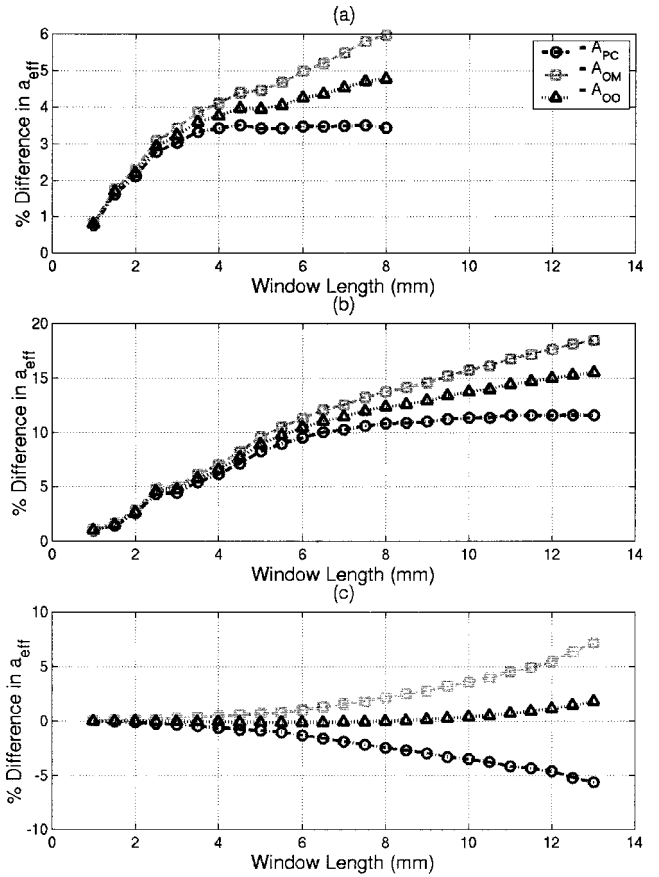 (a)
6
5
4
3
2
1
0
% Difference in a_eff
0 2 4 6 8 10 12 14
Window Length (mm)
A_PC
A_OM
A_OO
(b)
20
15
10
5
0
% Difference in a_eff
0 2 4 6 8 10 12 14
Window Length (mm)
(c)
10
5
0
-5
-10
% Difference in a_eff
0 2 4 6 8 10 12 14
Window Length (mm)